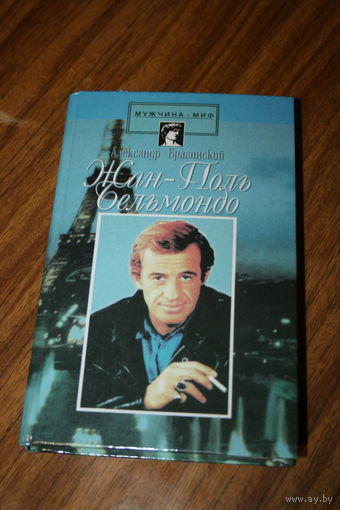 МУЖЧИНА - МИФ
Александр Брагинский
Жан-Поль
Бельмондо
www.ay.by